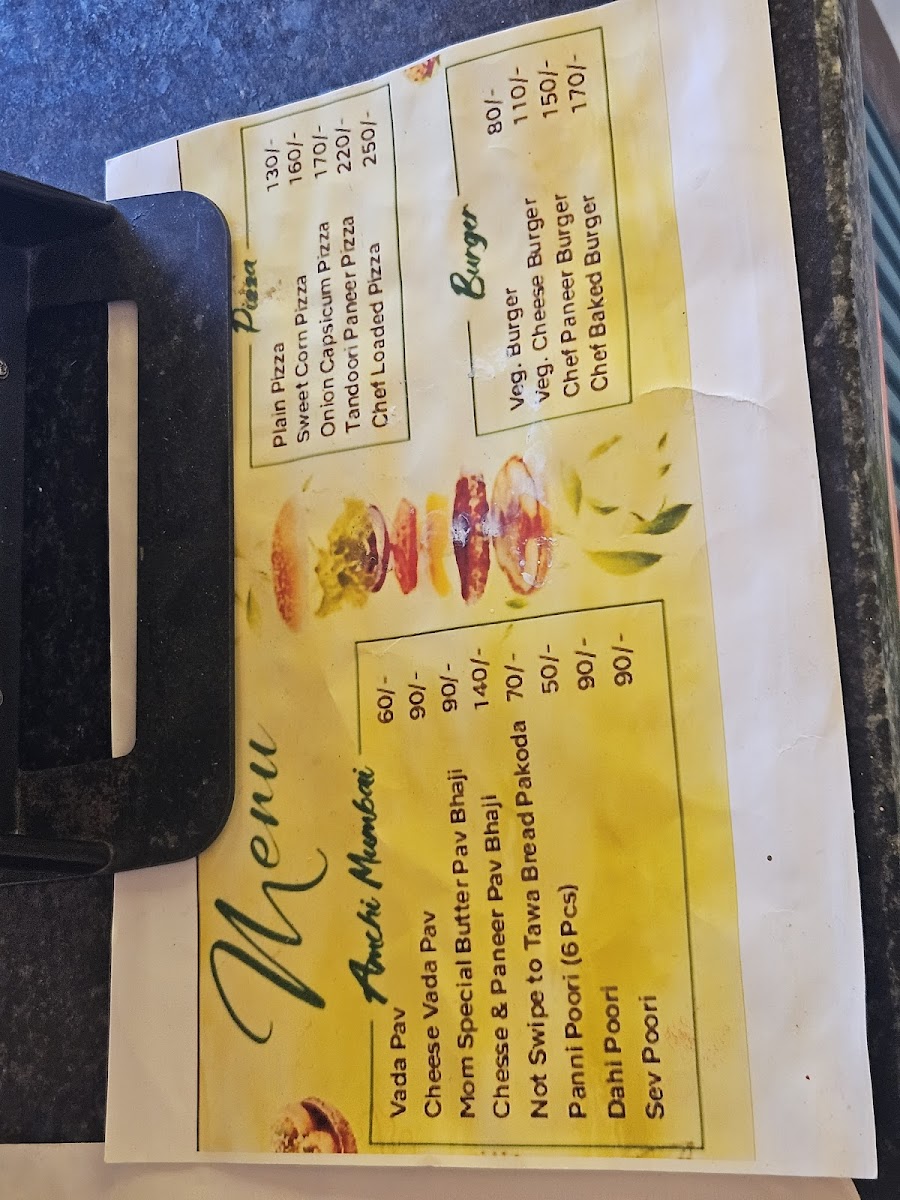 Menu
Amchi Mumbai
Vada Pav 60/-
Cheese Vada Pav 90/-
Mom Special Butter Pav Bhaji 90/-
Chesse & Paneer Pav Bhaji 140/-
Not Swipe to Tawa Bread Pakoda 70/-
Panni Poori (6 Pcs) 50/-
Dahi Poori 90/-
Sev Poori 90/-
Pizza
Plain Pizza 130/-
Sweet Corn Pizza 160/-
Onion Capsicum Pizza 170/-
Tandoori Paneer Pizza 220/-
Chef Loaded Pizza 250/-
Burger
Veg. Burger 80/-
Veg. Cheese Burger 110/-
Chef Paneer Burger 150/-
Chef Baked Burger 170/-